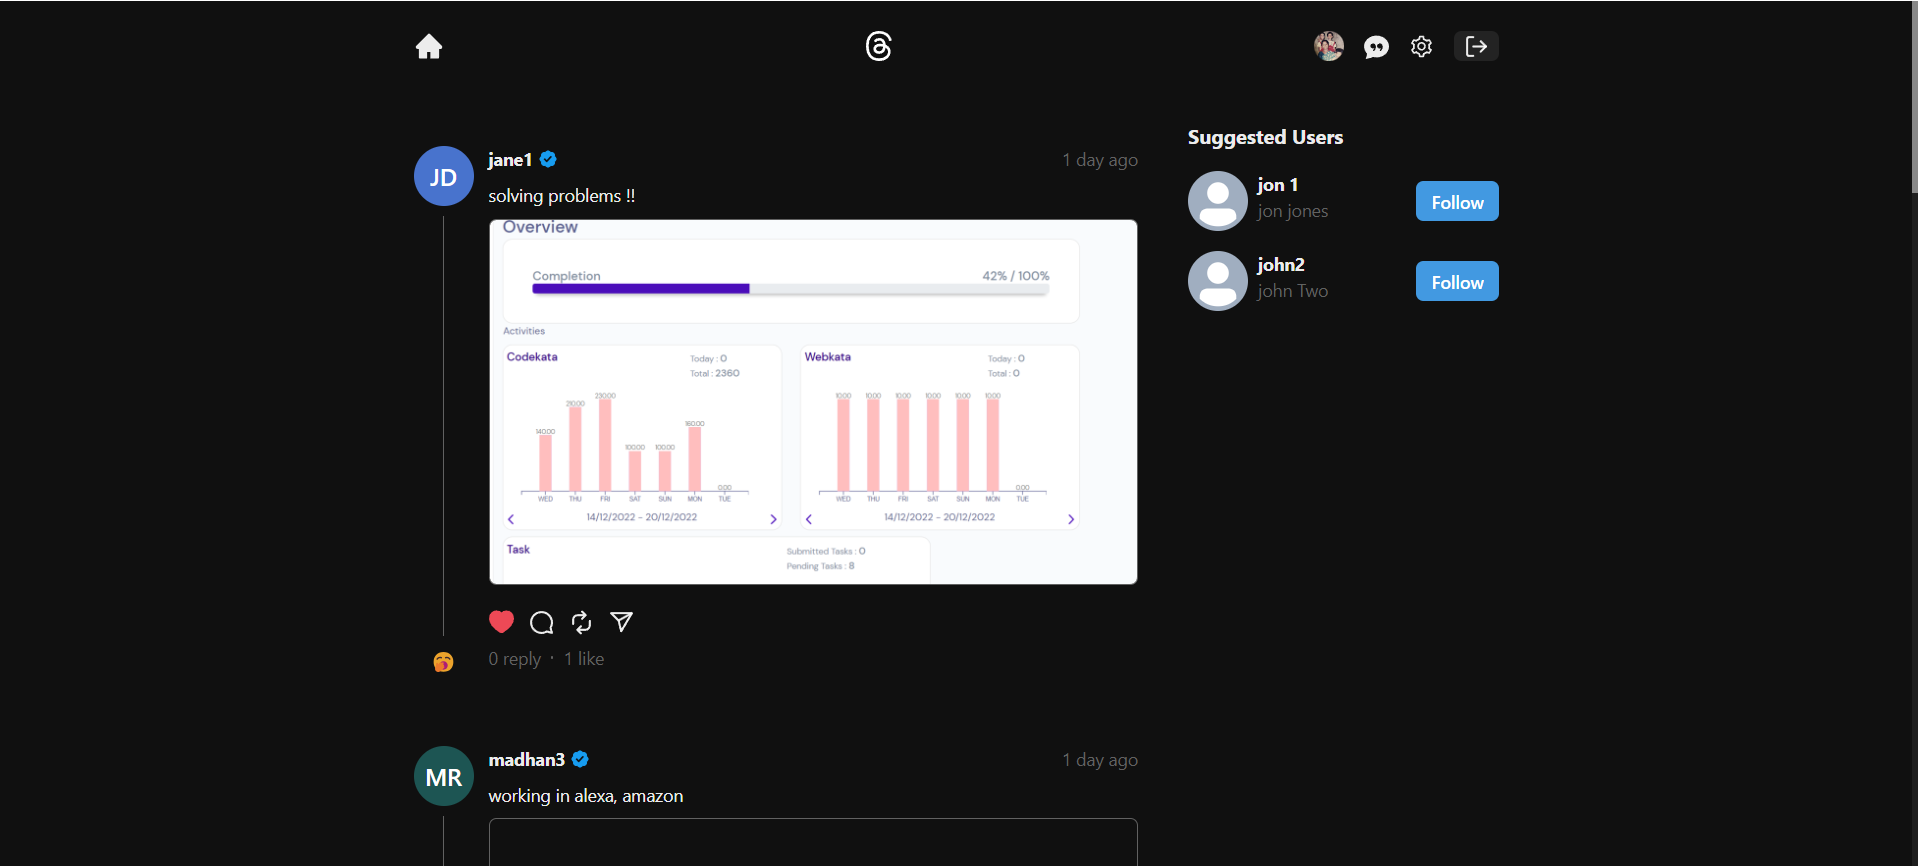 Suggested Users
JD
jane1
1 day ago
solving problems !!
jon 1
jon jones
Follow
john2
john Two
Follow
Overview
Completion
42% / 100%
Activities
Codekata
Today : 0
Total : 2360
140.00
210.00
230.00
100.00
100.00
160.00
0.00
WED THU FRI SAT SUN MON TUE
14/12/2022 - 20/12/2022
Webkata
Today : 0
Total : 0
10.00 10.00 10.00 10.00 10.00 10.00 0.00
WED THU FRI SAT SUN MON TUE
14/12/2022 - 20/12/2022
Task
Submitted Tasks : 0
Pending Tasks : 8
0 reply · 1 like
MR
madhan3
1 day ago
working in alexa, amazon